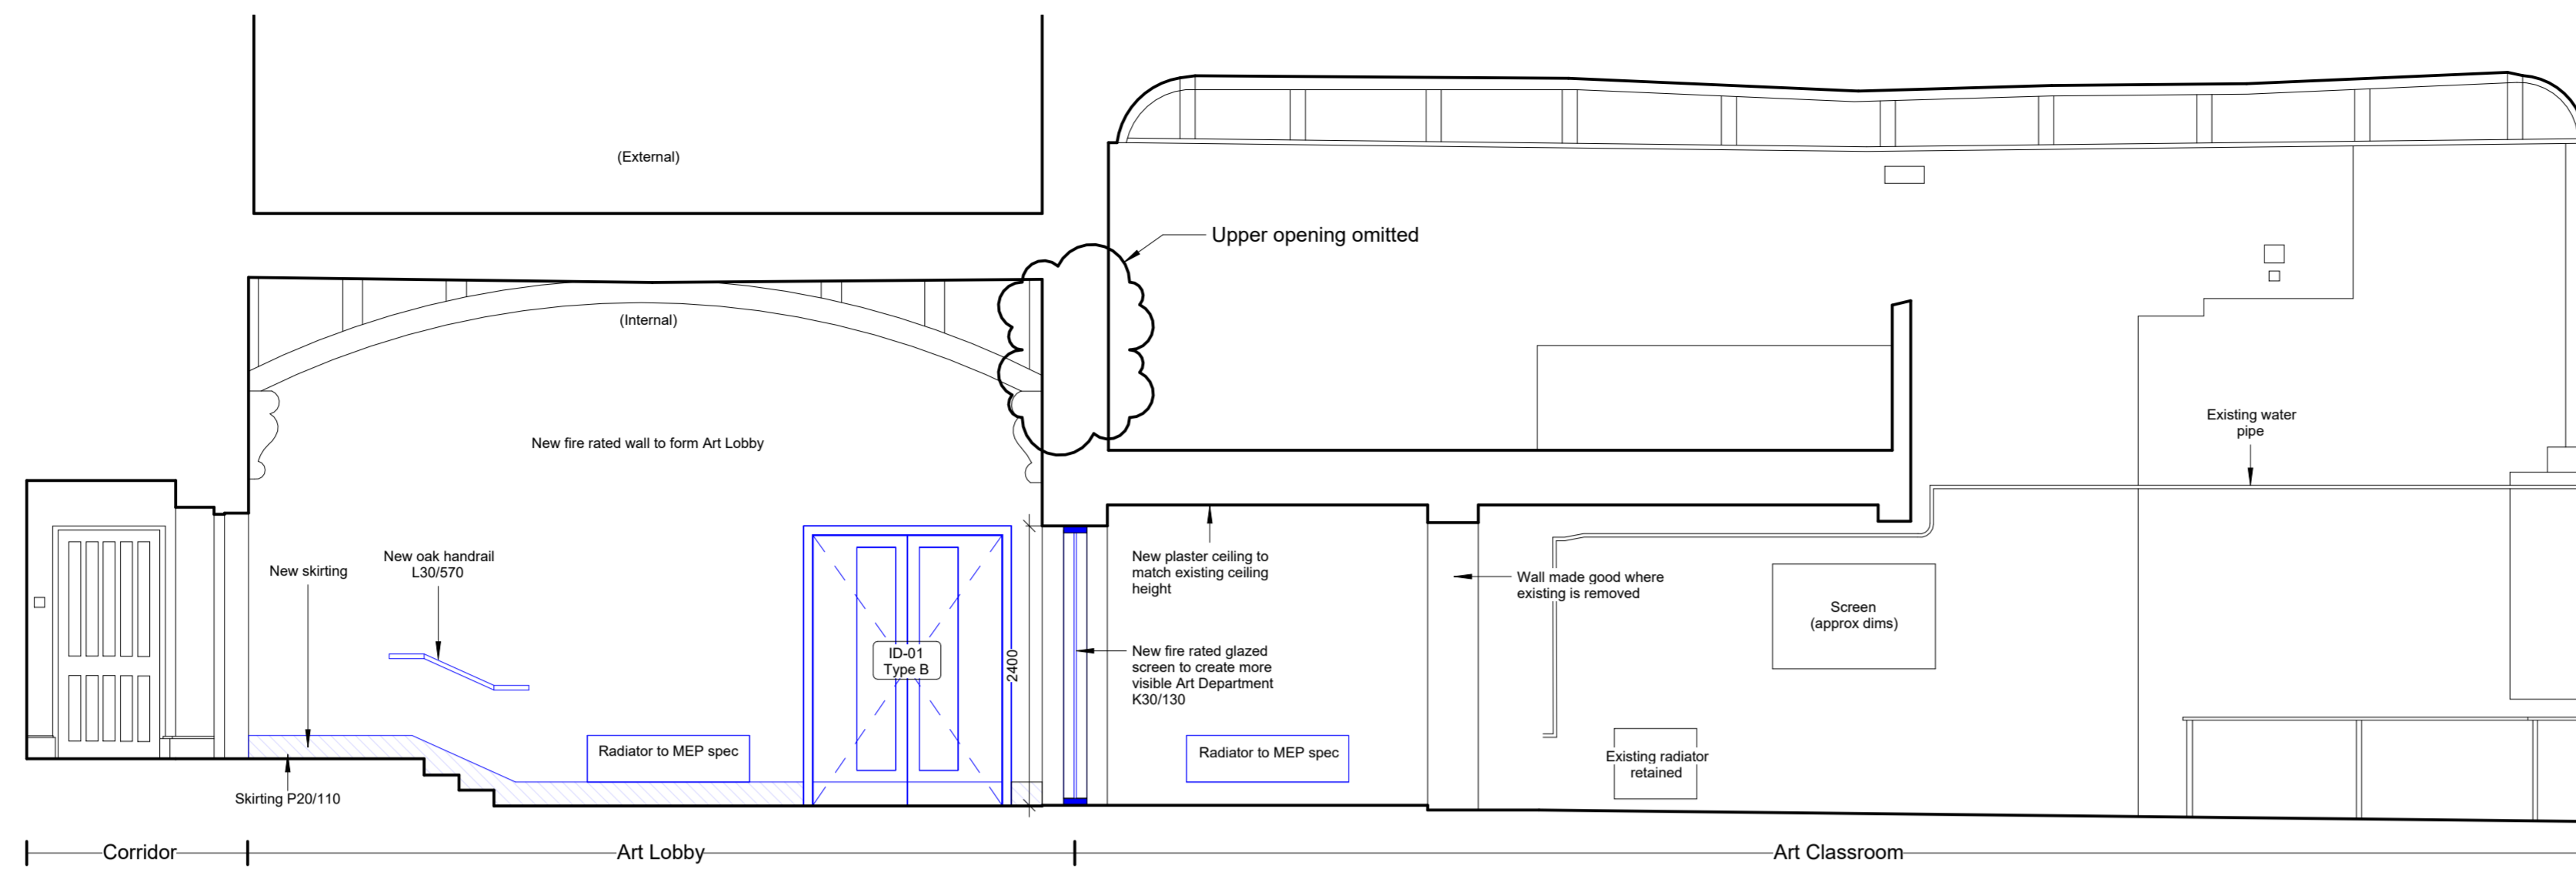 (External)
Upper opening omitted
(Internal)
New fire rated wall to form Art Lobby
Existing water
pipe
New skirting
New oak handrail
L30/570
New plaster ceiling to
match existing ceiling
height
Wall made good where
existing is removed
Screen
(approx dims)
ID-01
Type B
2400
New fire rated glazed
screen to create more
visible Art Department
K30/130
Radiator to MEP spec
Radiator to MEP spec
Existing radiator
retained
Skirting P20/110
Corridor
Art Lobby
Art Classroom